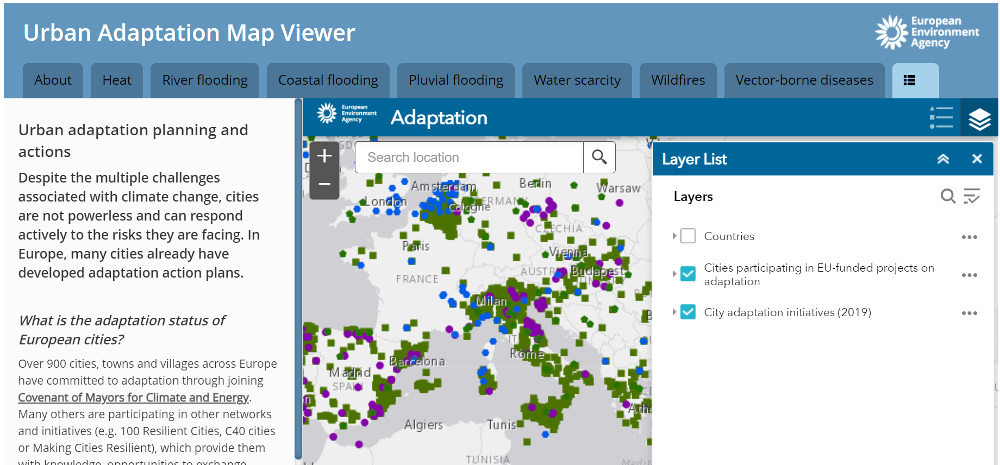 Urban Adaptation Map Viewer
European
Environment
Agency
About
Heat
River flooding
Coastal flooding
Pluvial flooding
Water scarcity
Wildfires
Vector-borne diseases
Urban adaptation planning and
actions
Despite the multiple challenges
associated with climate change, cities
are not powerless and can respond
actively to the risks they are facing. In
Europe, many cities already have
developed adaptation action plans.
What is the adaptation status of
European cities?
Over 900 cities, towns and villages across Europe
have committed to adaptation through joining
Covenant of Mayors for Climate and Energy.
Many others are participating in other networks
and initiatives (e.g. 100 Resilient Cities, C40 cities
or Making Cities Resilient), which provide them
with knowledge, opportunities to exchange
European
Environment
Agency
Adaptation
+
−
Search location
Amsterdam
Berlin
Warsaw
London
Cologne
GERMANY
CZECHIA
Paris
Vienna
AUSTR
Budapest
FRANCE
Milan
Rome
Barcelona
Madrid
SPAIN
Algiers
Tunis
TUNISIA
Layer List
Layers
Countries
Cities participating in EU-funded projects on
adaptation
City adaptation initiatives (2019)